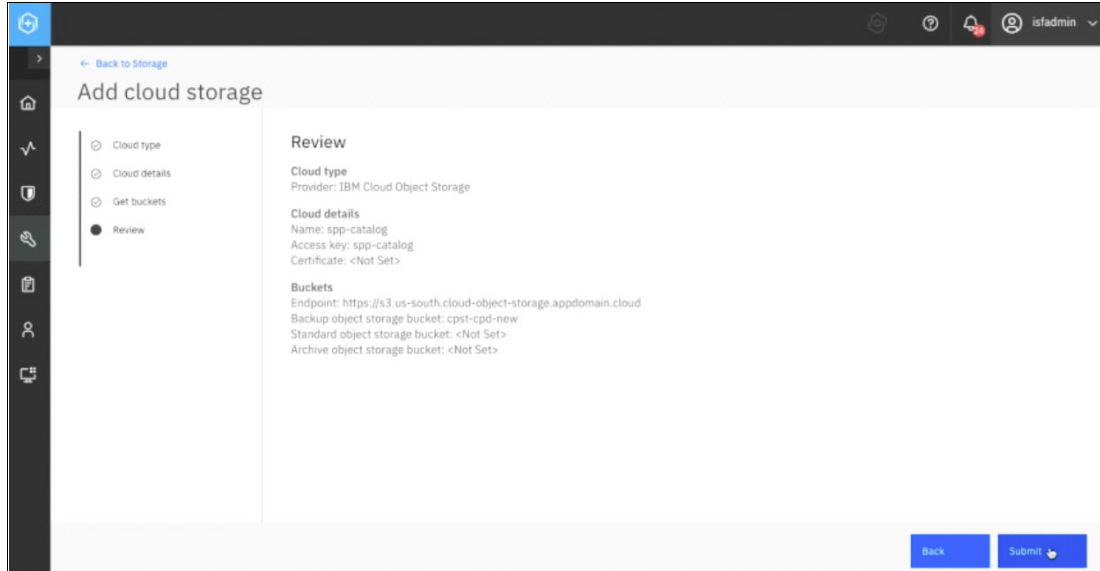 isfadmin
24
← Back to Storage
Add cloud storage
Cloud type
Cloud details
Get buckets
Review
Review
Cloud type
Provider: IBM Cloud Object Storage
Cloud details
Name: spp-catalog
Access key: spp-catalog
Certificate: <Not Set>
Buckets
Endpoint: https://s3.us-south.cloud-object-storage.appdomain.cloud
Backup object storage bucket: cpst-cpd-new
Standard object storage bucket: <Not Set>
Archive object storage bucket: <Not Set>
Back
Submit